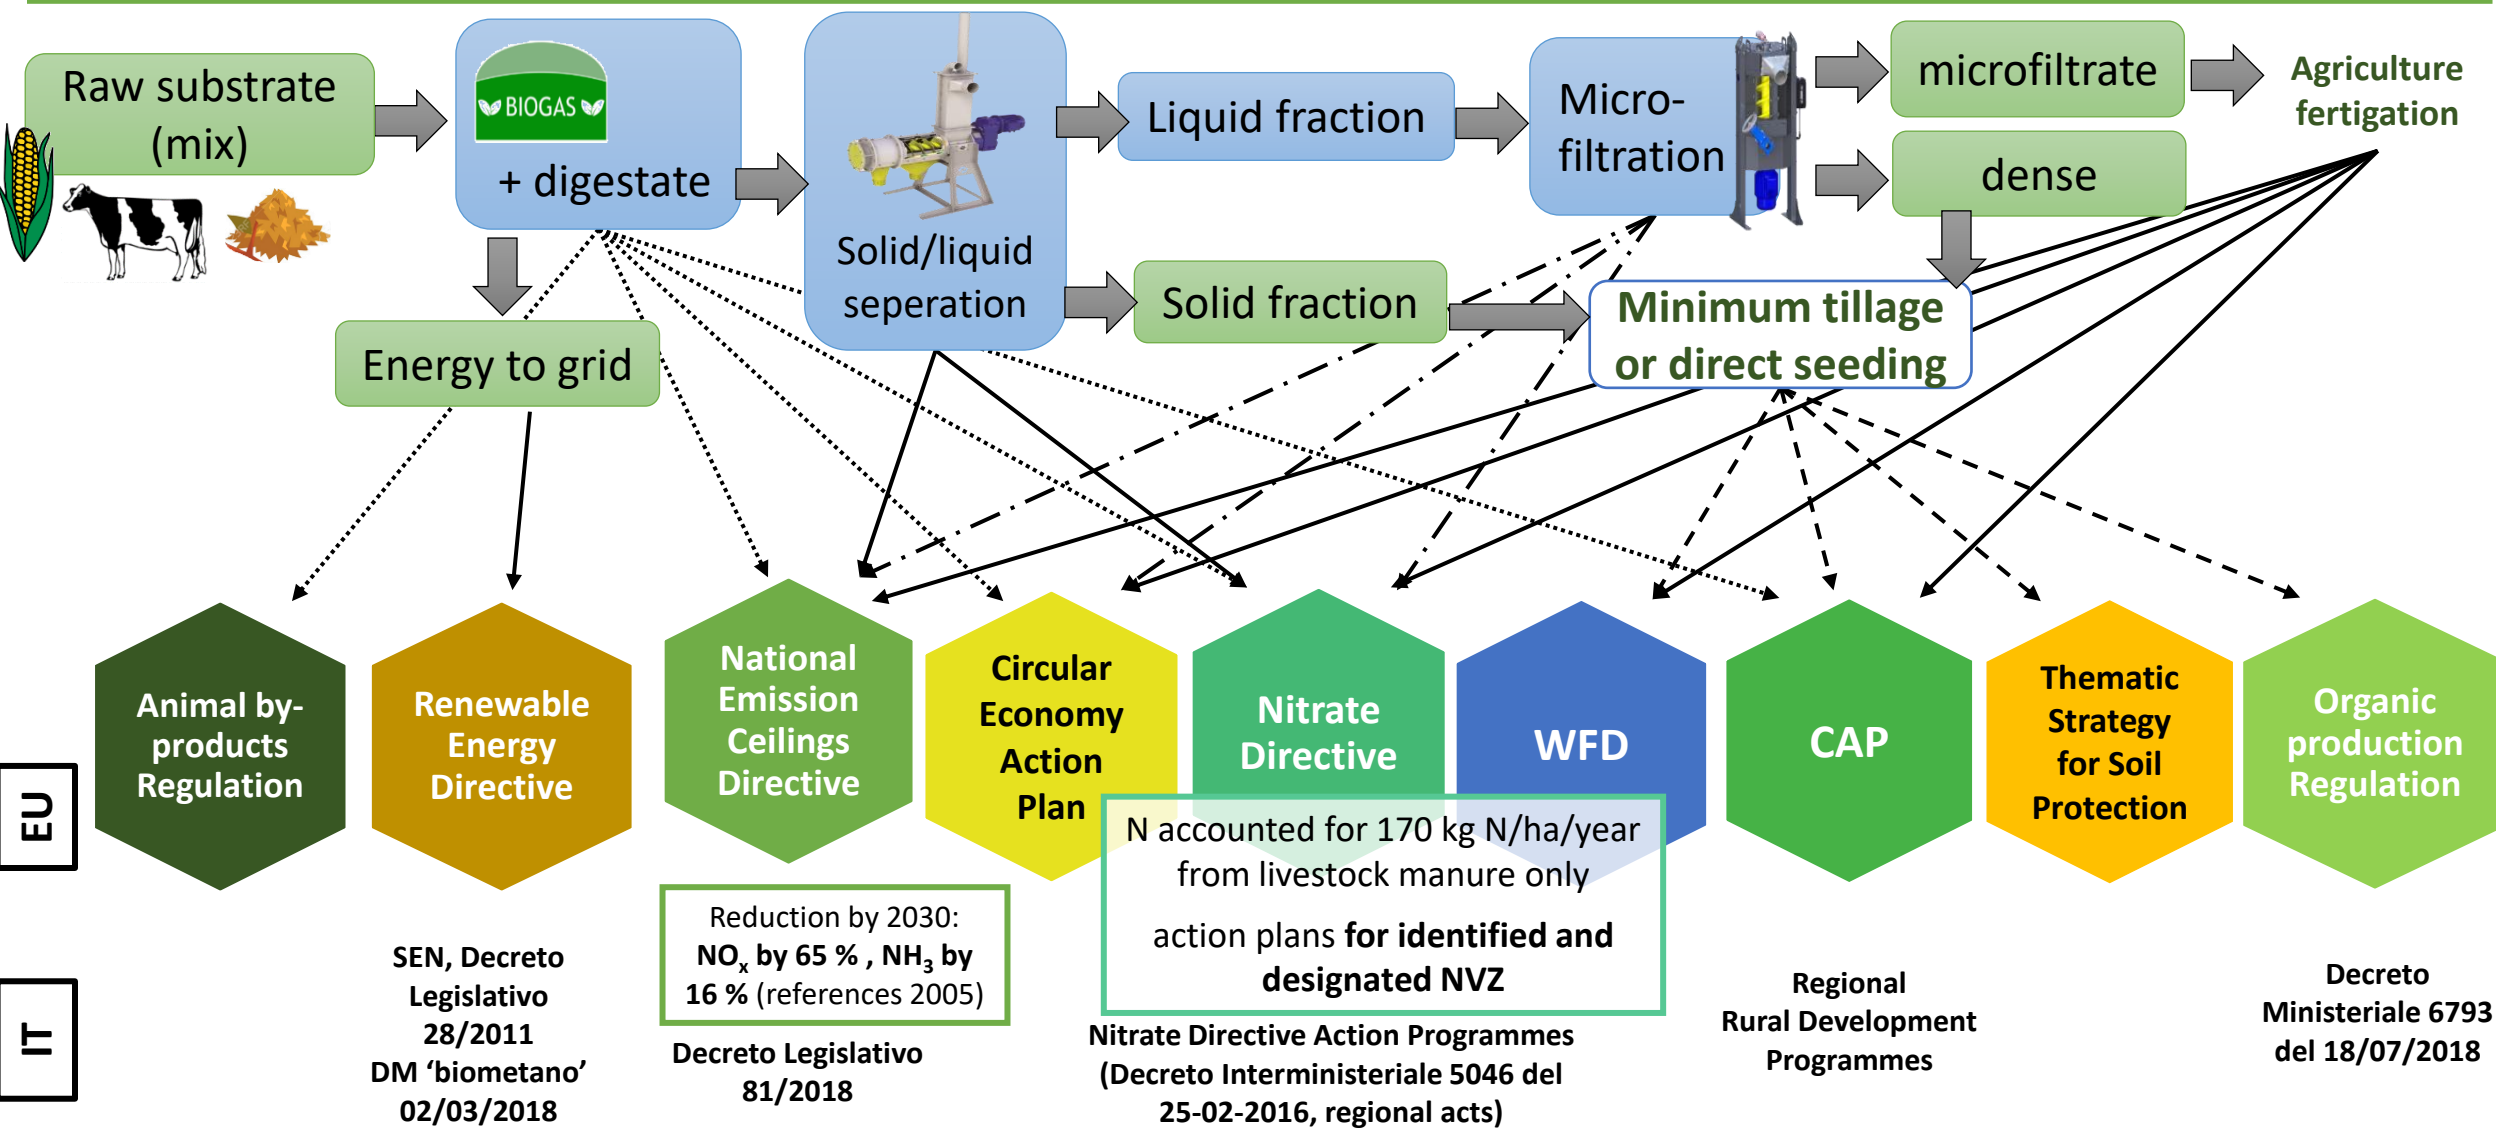 Raw substrate
(mix)
BIOGAS
+ digestate
Energy to grid
Solid/liquid
seperation
Liquid fraction
Solid fraction
Micro-
filtration
microfiltrate
dense
Agriculture
fertigation
Minimum tillage
or direct seeding
EU
Animal by-
products
Regulation
Renewable
Energy
Directive
National
Emission
Ceilings
Directive
Circular
Economy
Action
Plan
Nitrate
Directive
WFD
CAP
Thematic
Strategy
for Soil
Protection
Organic
production
Regulation
N accounted for 170 kg N/ha/year
from livestock manure only
action plans for identified and
designated NVZ
Reduction by 2030:
NOx by 65 % , NH3 by
16 % (references 2005)
IT
SEN, Decreto
Legislativo
28/2011
DM ‘biometano’
02/03/2018
Decreto Legislativo
81/2018
Nitrate Directive Action Programmes
(Decreto Interministeriale 5046 del
25-02-2016, regional acts)
Regional
Rural Development
Programmes
Decreto
Ministeriale 6793
del 18/07/2018